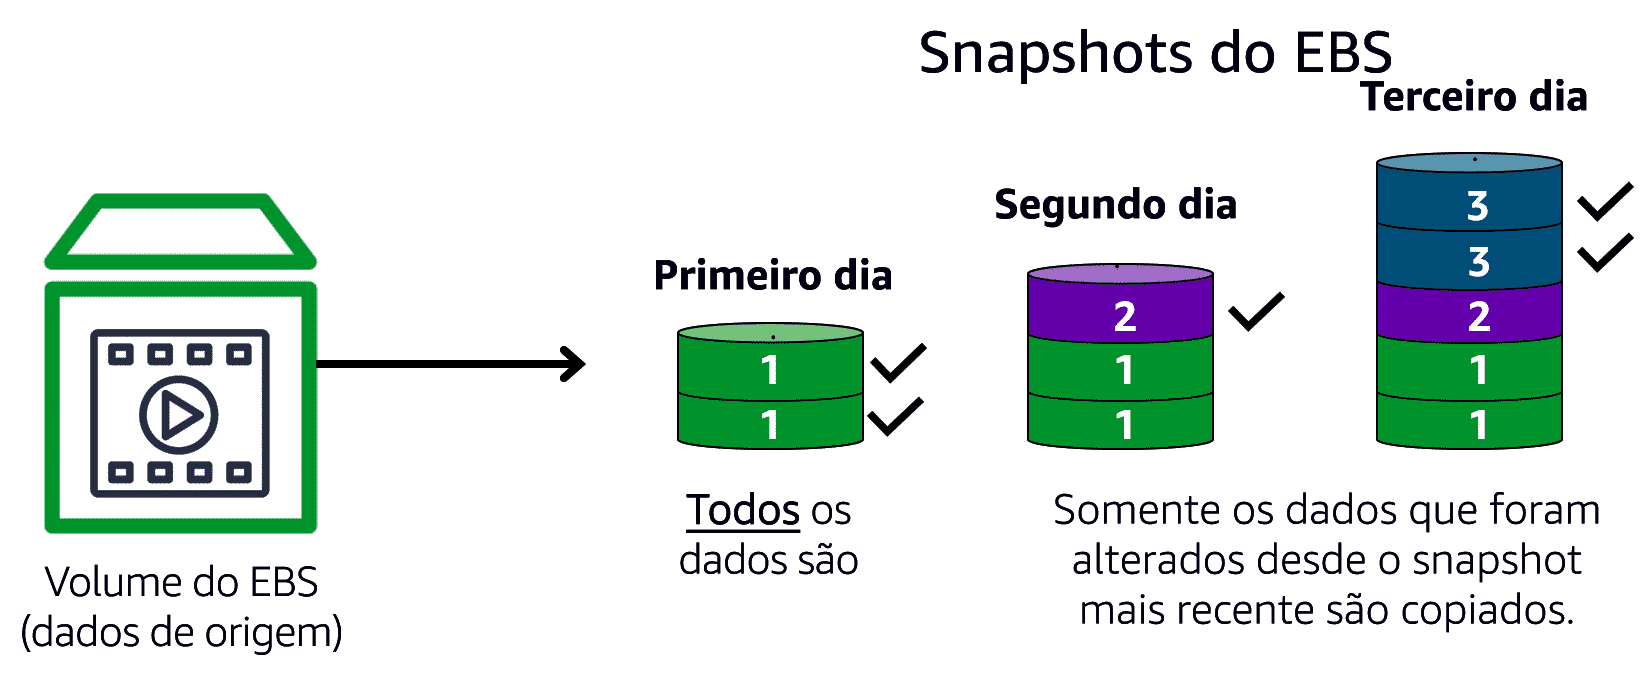 Snapshots do EBS
Terceiro dia
Segundo dia
Primeiro dia
3
3
2
2
1
1
1
1
1
1
Todos os
dados são
Somente os dados que foram
alterados desde o snapshot
mais recente são copiados.
Volume do EBS
(dados de origem)